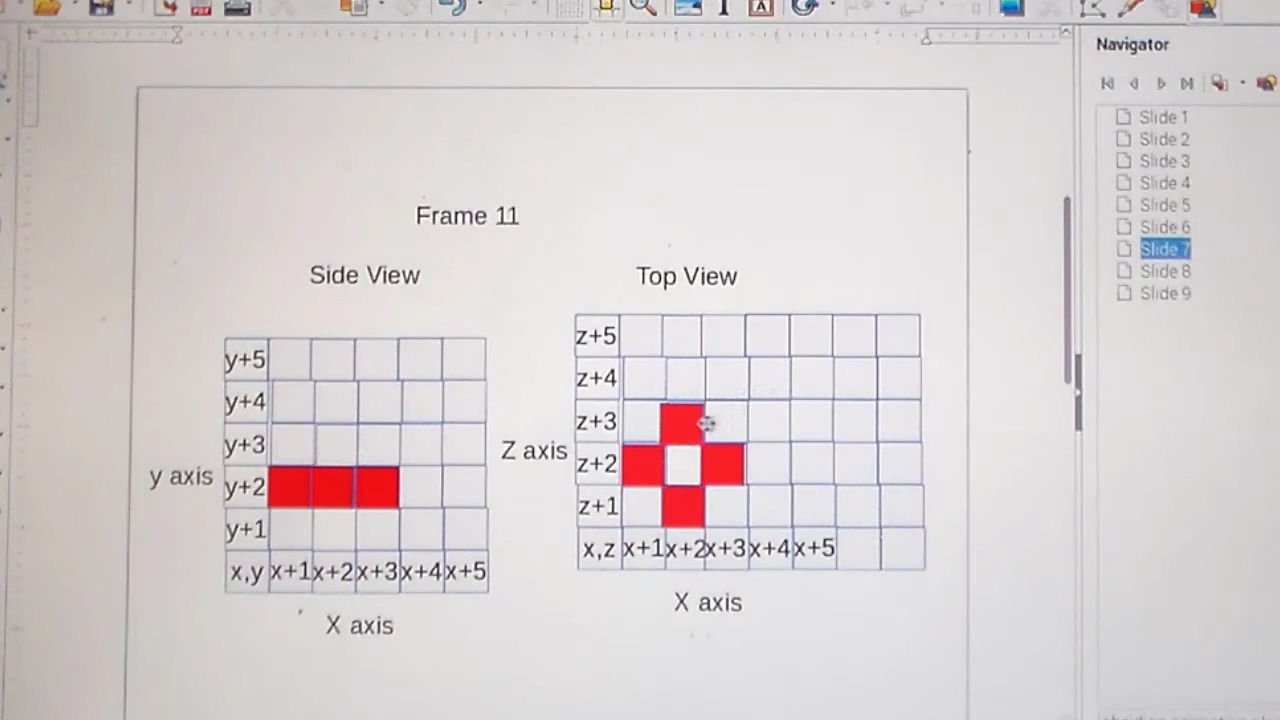 Navigator
Slide 1
Slide 2
Slide 3
Slide 4
Slide 5
Slide 6
Slide 7
Slide 8
Slide 9
Frame 11
Side View
y+5
y+4
y+3
y axis
y+2
y+1
x,y x+1 x+2 x+3 x+4 x+5
X axis
Top View
z+5
z+4
z+3
Z axis
z+2
z+1
x,z x+1 x+2 x+3 x+4 x+5
X axis